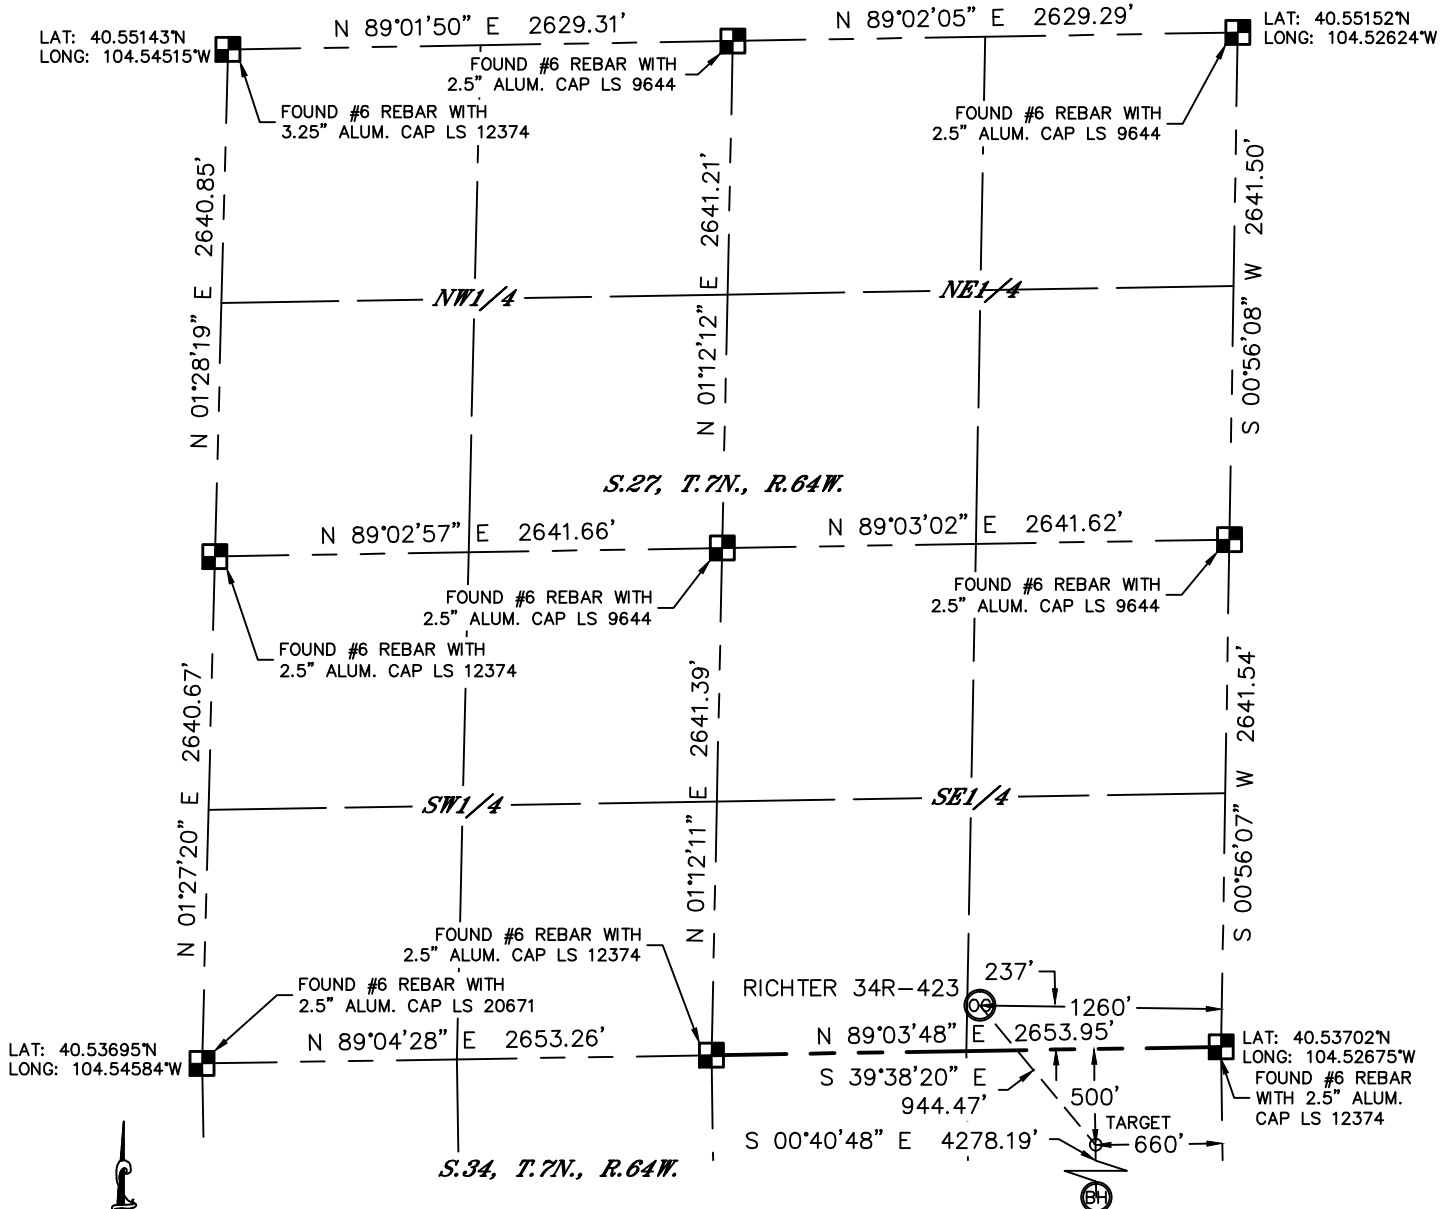 N 89°01'50" E 2629.31'
N 89°02'05" E 2629.29'
LAT: 40.55143°N
LONG: 104.54515°W
LAT: 40.55152°N
LONG: 104.52624°W
FOUND #6 REBAR WITH
2.5" ALUM. CAP LS 9644
FOUND #6 REBAR WITH
3.25" ALUM. CAP LS 12374
FOUND #6 REBAR WITH
2.5" ALUM. CAP LS 9644
N 01°28'19" E 2640.85'
N 01°12'12" E 2641.21'
S 00°56'08" W 2641.50'
NW1/4
NE1/4
S.27, T.7N., R.64W.
N 89°02'57" E 2641.66'
N 89°03'02" E 2641.62'
FOUND #6 REBAR WITH
2.5" ALUM. CAP LS 9644
FOUND #6 REBAR WITH
2.5" ALUM. CAP LS 9644
FOUND #6 REBAR WITH
2.5" ALUM. CAP LS 12374
N 01°27'20" E 2640.67'
N 01°12'11" E 2641.39'
S 00°56'07" W 2641.54'
SW1/4
SE1/4
FOUND #6 REBAR WITH
2.5" ALUM. CAP LS 12374
FOUND #6 REBAR WITH
2.5" ALUM. CAP LS 20671
RICHTER 34R-423
237'
OG
1260'
N 89°04'28" E 2653.26'
N 89°03'48" E 2653.95'
LAT: 40.53695°N
LONG: 104.54584°W
LAT: 40.53702°N
LONG: 104.52675°W
FOUND #6 REBAR
WITH 2.5" ALUM.
CAP LS 12374
S 39°38'20" E
944.47'
500'
TARGET
S 00°40'48" E 4278.19'
660'
S.34, T.7N., R.64W.
BH